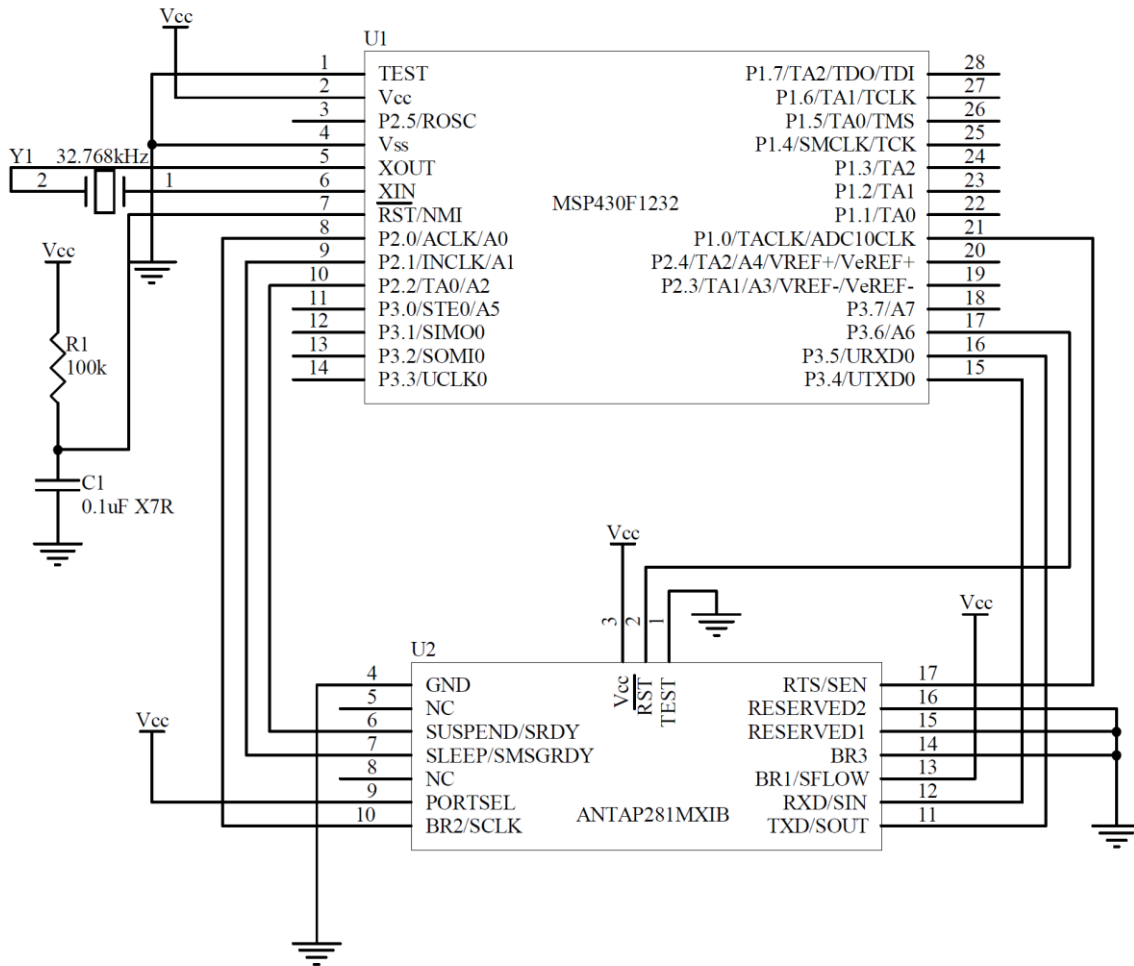 Vcc
U1
1 TEST
2 Vcc
3 P2.5/ROSC
4 Vss
5 XOUT
6 XIN
7 RST/NMI
8 P2.0/ACLK/A0
9 P2.1/INCLK/A1
10 P2.2/TA0/A2
11 P3.0/STE0/A5
12 P3.1/SIMO0
13 P3.2/SOMI0
14 P3.3/UCLK0
MSP430F1232
P1.7/TA2/TDO/TDI 28
P1.6/TA1/TCLK 27
P1.5/TA0/TMS 26
P1.4/SMCLK/TCK 25
P1.3/TA2 24
P1.2/TA1 23
P1.1/TA0 22
P1.0/TACLK/ADC10CLK 21
P2.4/TA2/A4/VREF+/VeREF+ 20
P2.3/TA1/A3/VREF-/VeREF- 19
P3.7/A7 18
P3.6/A6 17
P3.5/URXD0 16
P3.4/UTXD0 15
Y1 32.768kHz
2 1
Vcc
R1
100k
C1
0.1uF X7R
Vcc
3 2 1
Vcc RST TEST
Vcc
U2
4 GND
5 NC
6 SUSPEND/SRDY
7 SLEEP/SMSGRDY
8 NC
9 PORTSEL
10 BR2/SCLK
Vcc
ANTAP281MXIB
RTS/SEN 17
RESERVED2 16
RESERVED1 15
BR3 14
BR1/SFLOW 13
RXD/SIN 12
TXD/SOUT 11